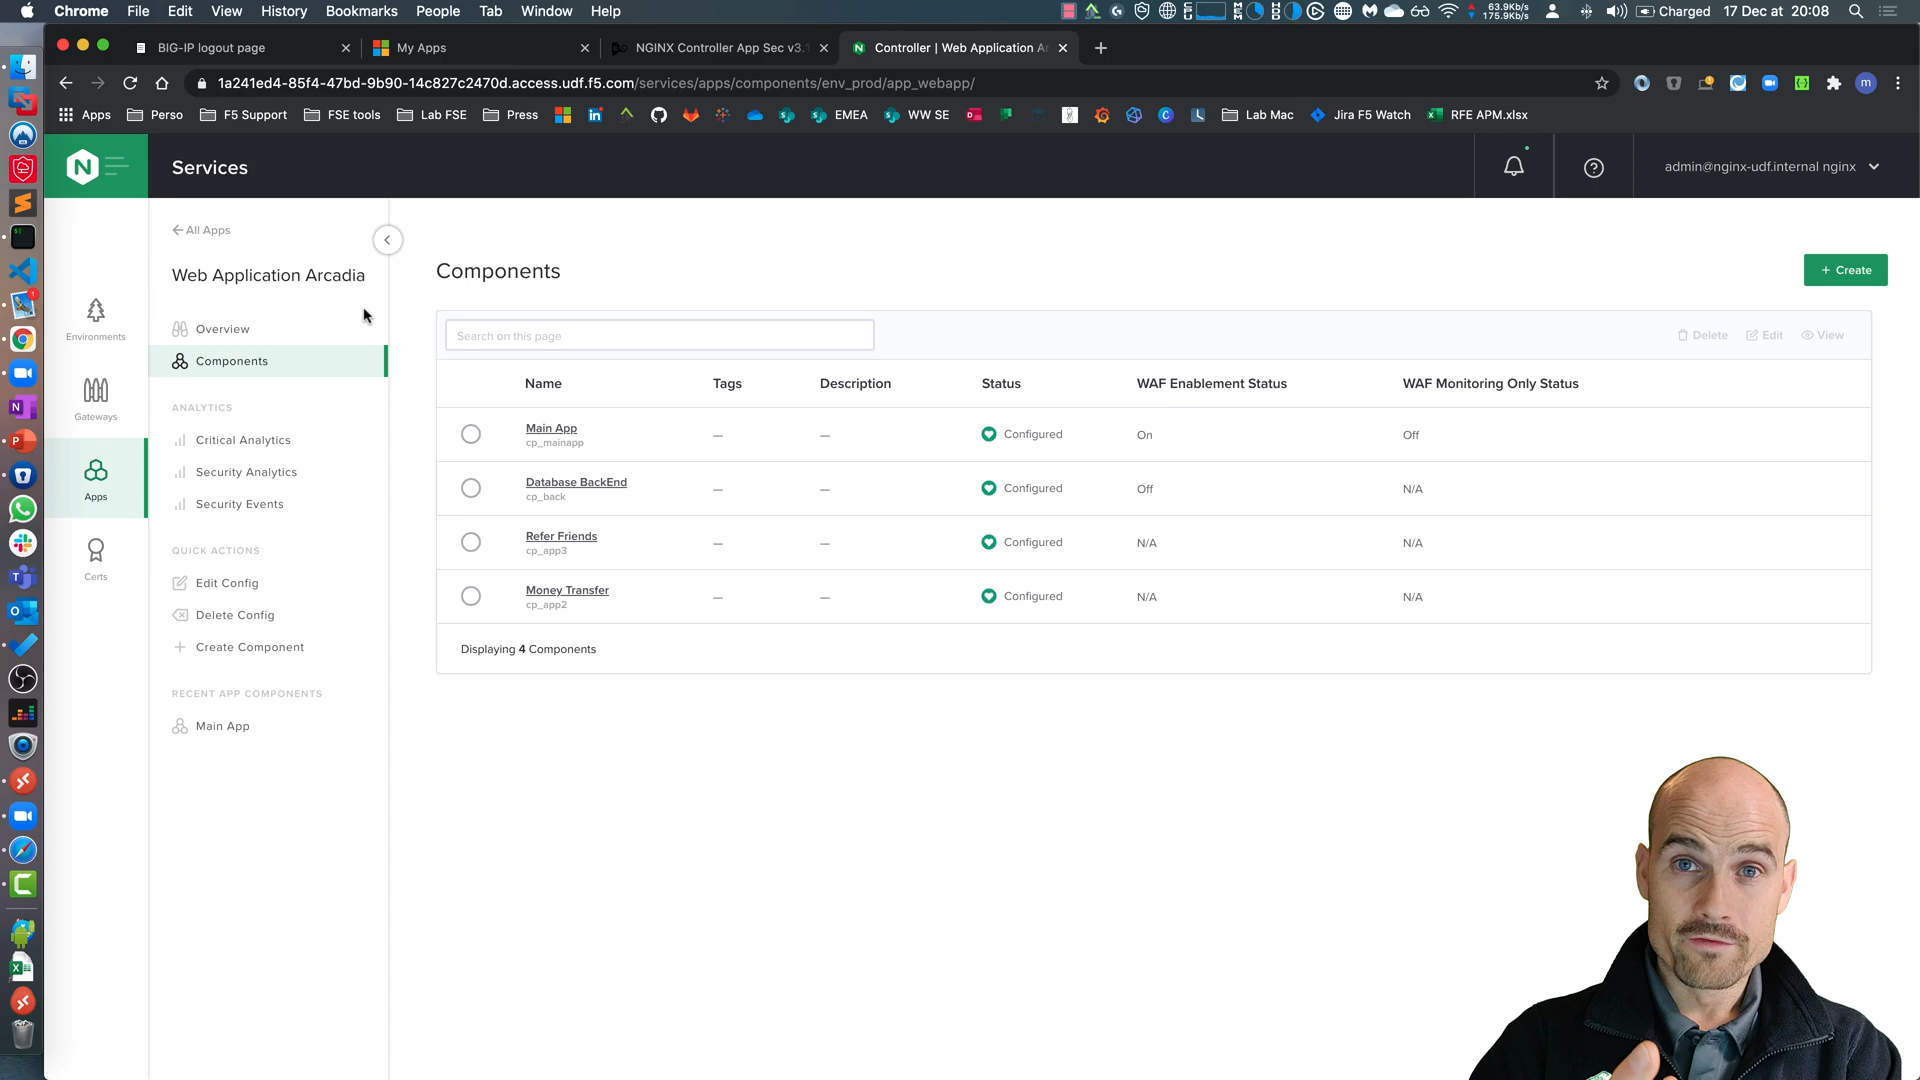 Chrome File Edit View History Bookmarks People Tab Window Help
63.9Kb/s
175.9Kb/s
Charged 17 Dec at 20:08
BIG-IP logout page
My Apps
NGINX Controller App Sec v3.1
Controller | Web Application Ar
1a241ed4-85f4-47bd-9b90-14c827c2470d.access.udf.f5.com/services/apps/components/env_prod/app_webapp/
Apps Perso F5 Support FSE tools Lab FSE Press EMEA WW SE Lab Mac Jira F5 Watch RFE APM.xlsx
N
Services
admin@nginx-udf.internal nginx
All Apps
Web Application Arcadia
Overview
Components
ANALYTICS
Critical Analytics
Security Analytics
Security Events
QUICK ACTIONS
Edit Config
Delete Config
Create Component
RECENT APP COMPONENTS
Main App
Environments
Gateways
Apps
Certs
Components
+ Create
Search on this page
Delete Edit View
Name Tags Description Status WAF Enablement Status WAF Monitoring Only Status
Main App — — Configured On Off
cp_mainapp
Database BackEnd — — Configured Off N/A
cp_back
Refer Friends — — Configured N/A N/A
cp_app3
Money Transfer — — Configured N/A N/A
cp_app2
Displaying 4 Components